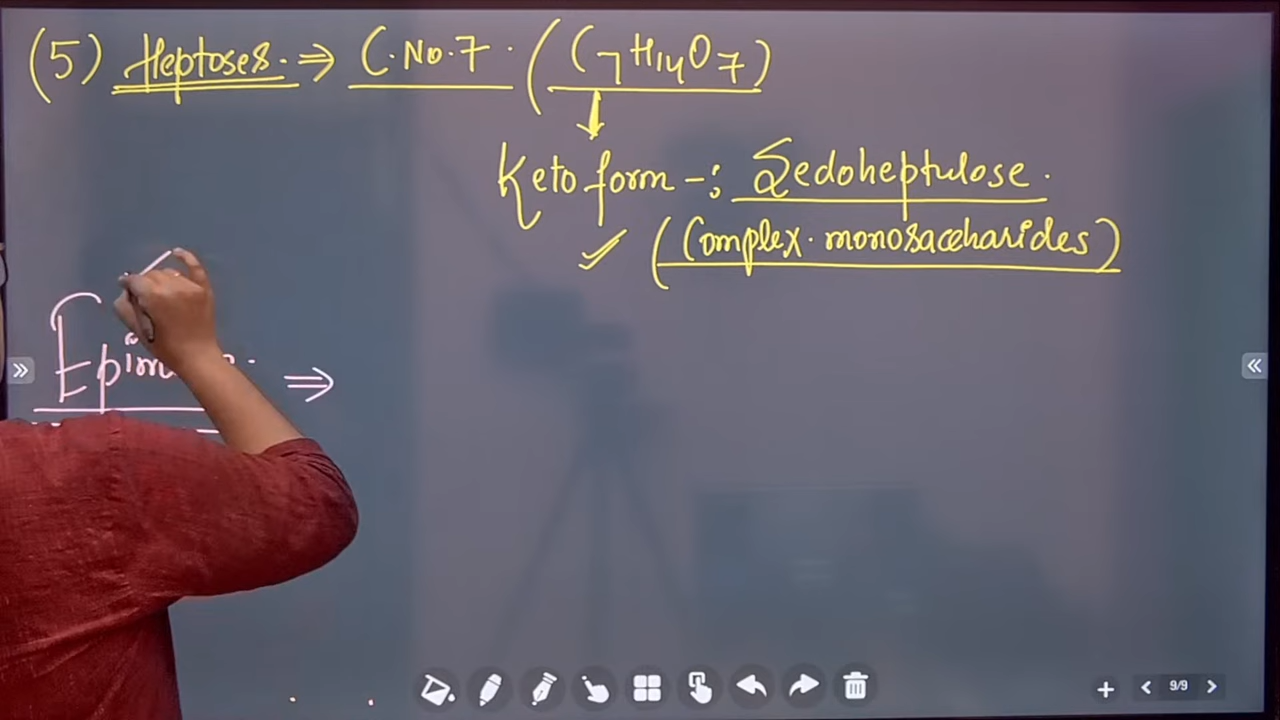 (5) Heptoses. ⇒ C.No.7. (C7H14O7)
Keto form -: Sedoheptulose.
✓ (Complex. monosaccharides)
⇒
»
«
+ < 9/9 >